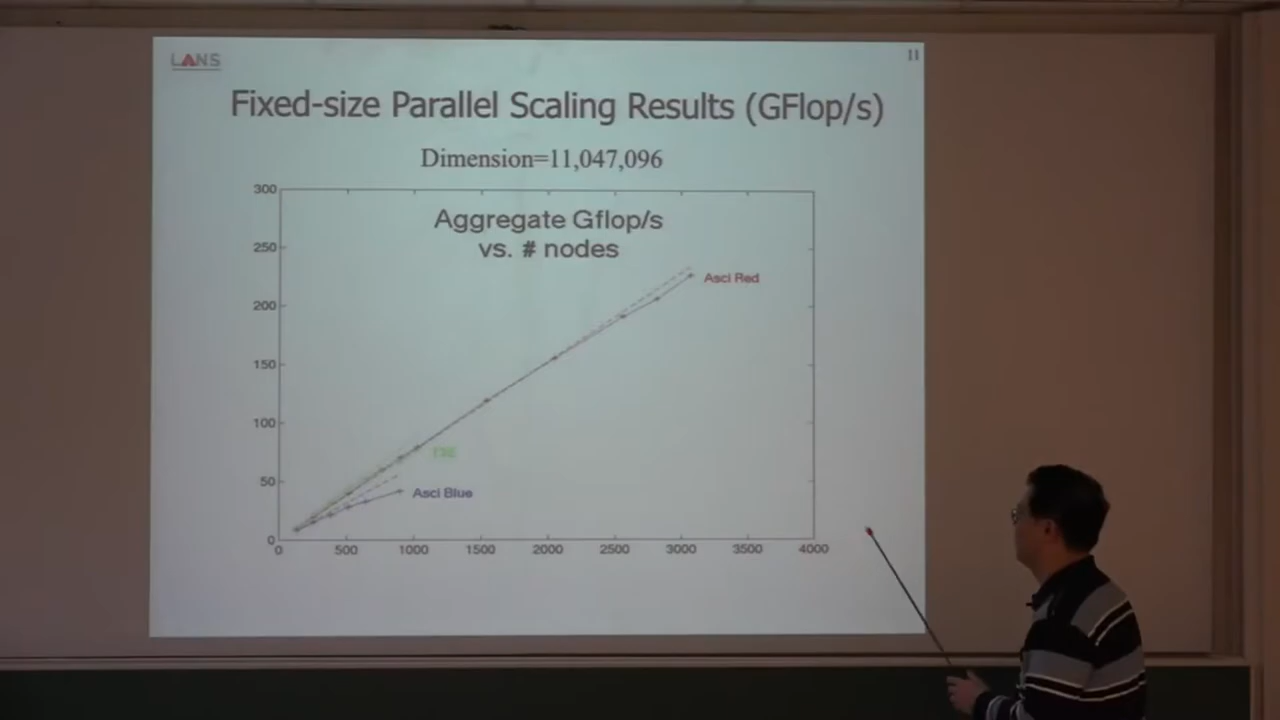 LANS
11
Fixed-size Parallel Scaling Results (GFlop/s)
Dimension=11,047,096
Aggregate Gflop/s
vs. # nodes
300
250
200
150
100
50
0
Asci Red
T3E
Asci Blue
0 500 1000 1500 2000 2500 3000 3500 4000